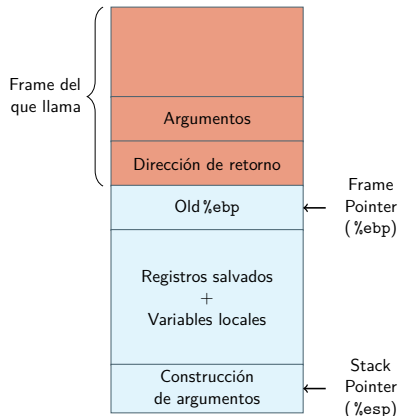 Frame del
que llama
Argumentos
Dirección de retorno
Old %ebp
Frame
Pointer
(%ebp)
Registros salvados
+
Variables locales
Construcción
de argumentos
Stack
Pointer
(%esp)